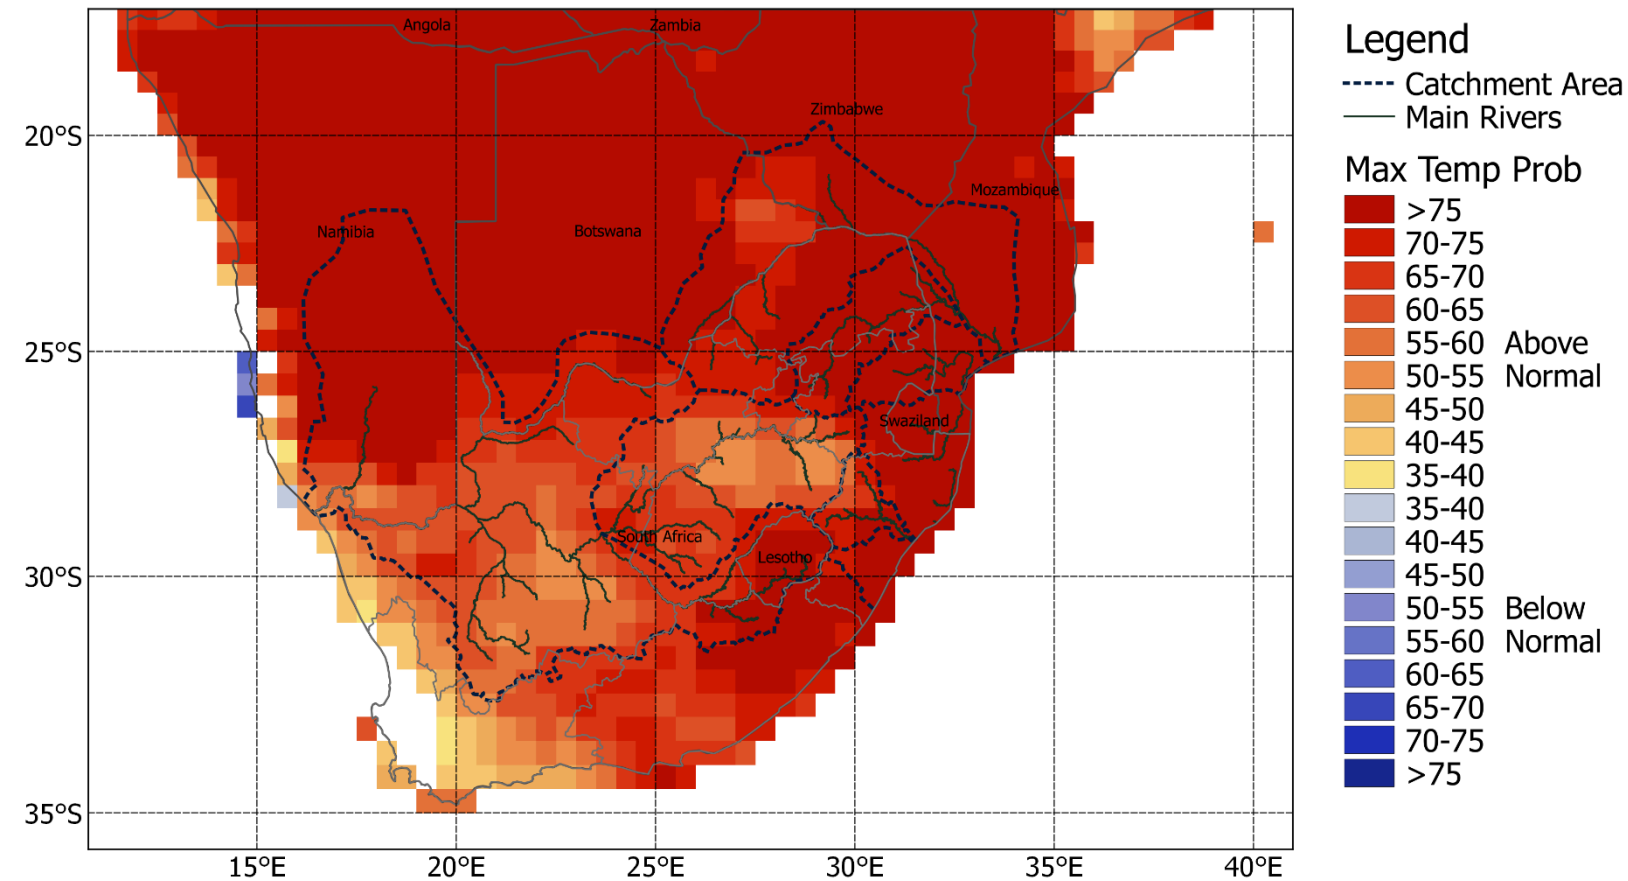 Angola
Zambia
Zimbabwe
Mozambique
Namibia
Botswana
Swaziland
South Africa
Lesotho
20°S
25°S
30°S
35°S
15°E
20°E
25°E
30°E
35°E
40°E
Legend
Catchment Area
Main Rivers
Max Temp Prob
>75
70-75
65-70
60-65
55-60 Above
50-55 Normal
45-50
40-45
35-40
35-40
40-45
45-50
50-55 Below
55-60 Normal
60-65
65-70
70-75
>75